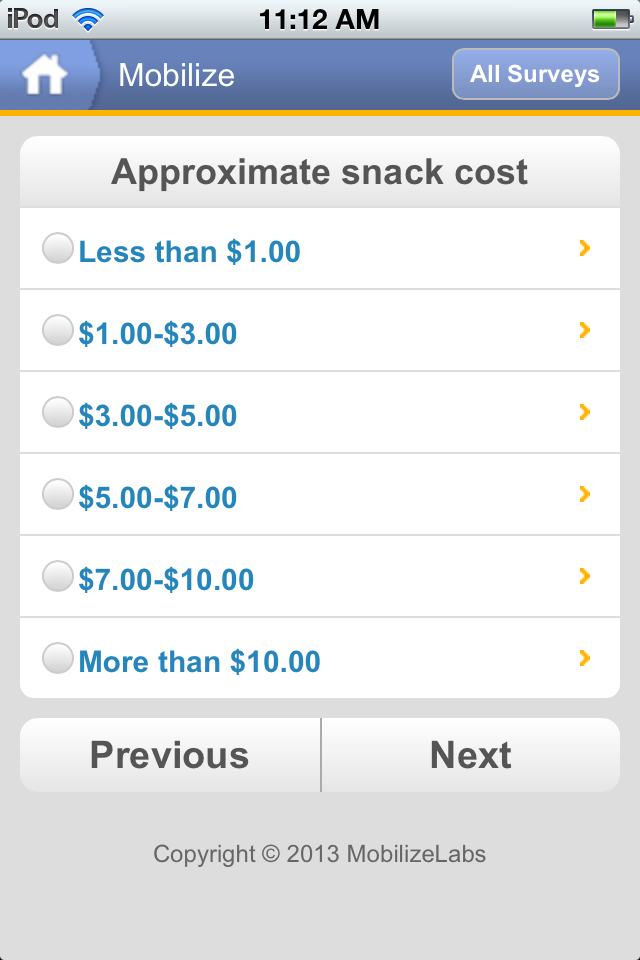 iPod 11:12 AM
Mobilize All Surveys
Approximate snack cost
Less than $1.00
$1.00-$3.00
$3.00-$5.00
$5.00-$7.00
$7.00-$10.00
More than $10.00
Previous Next
Copyright © 2013 MobilizeLabs